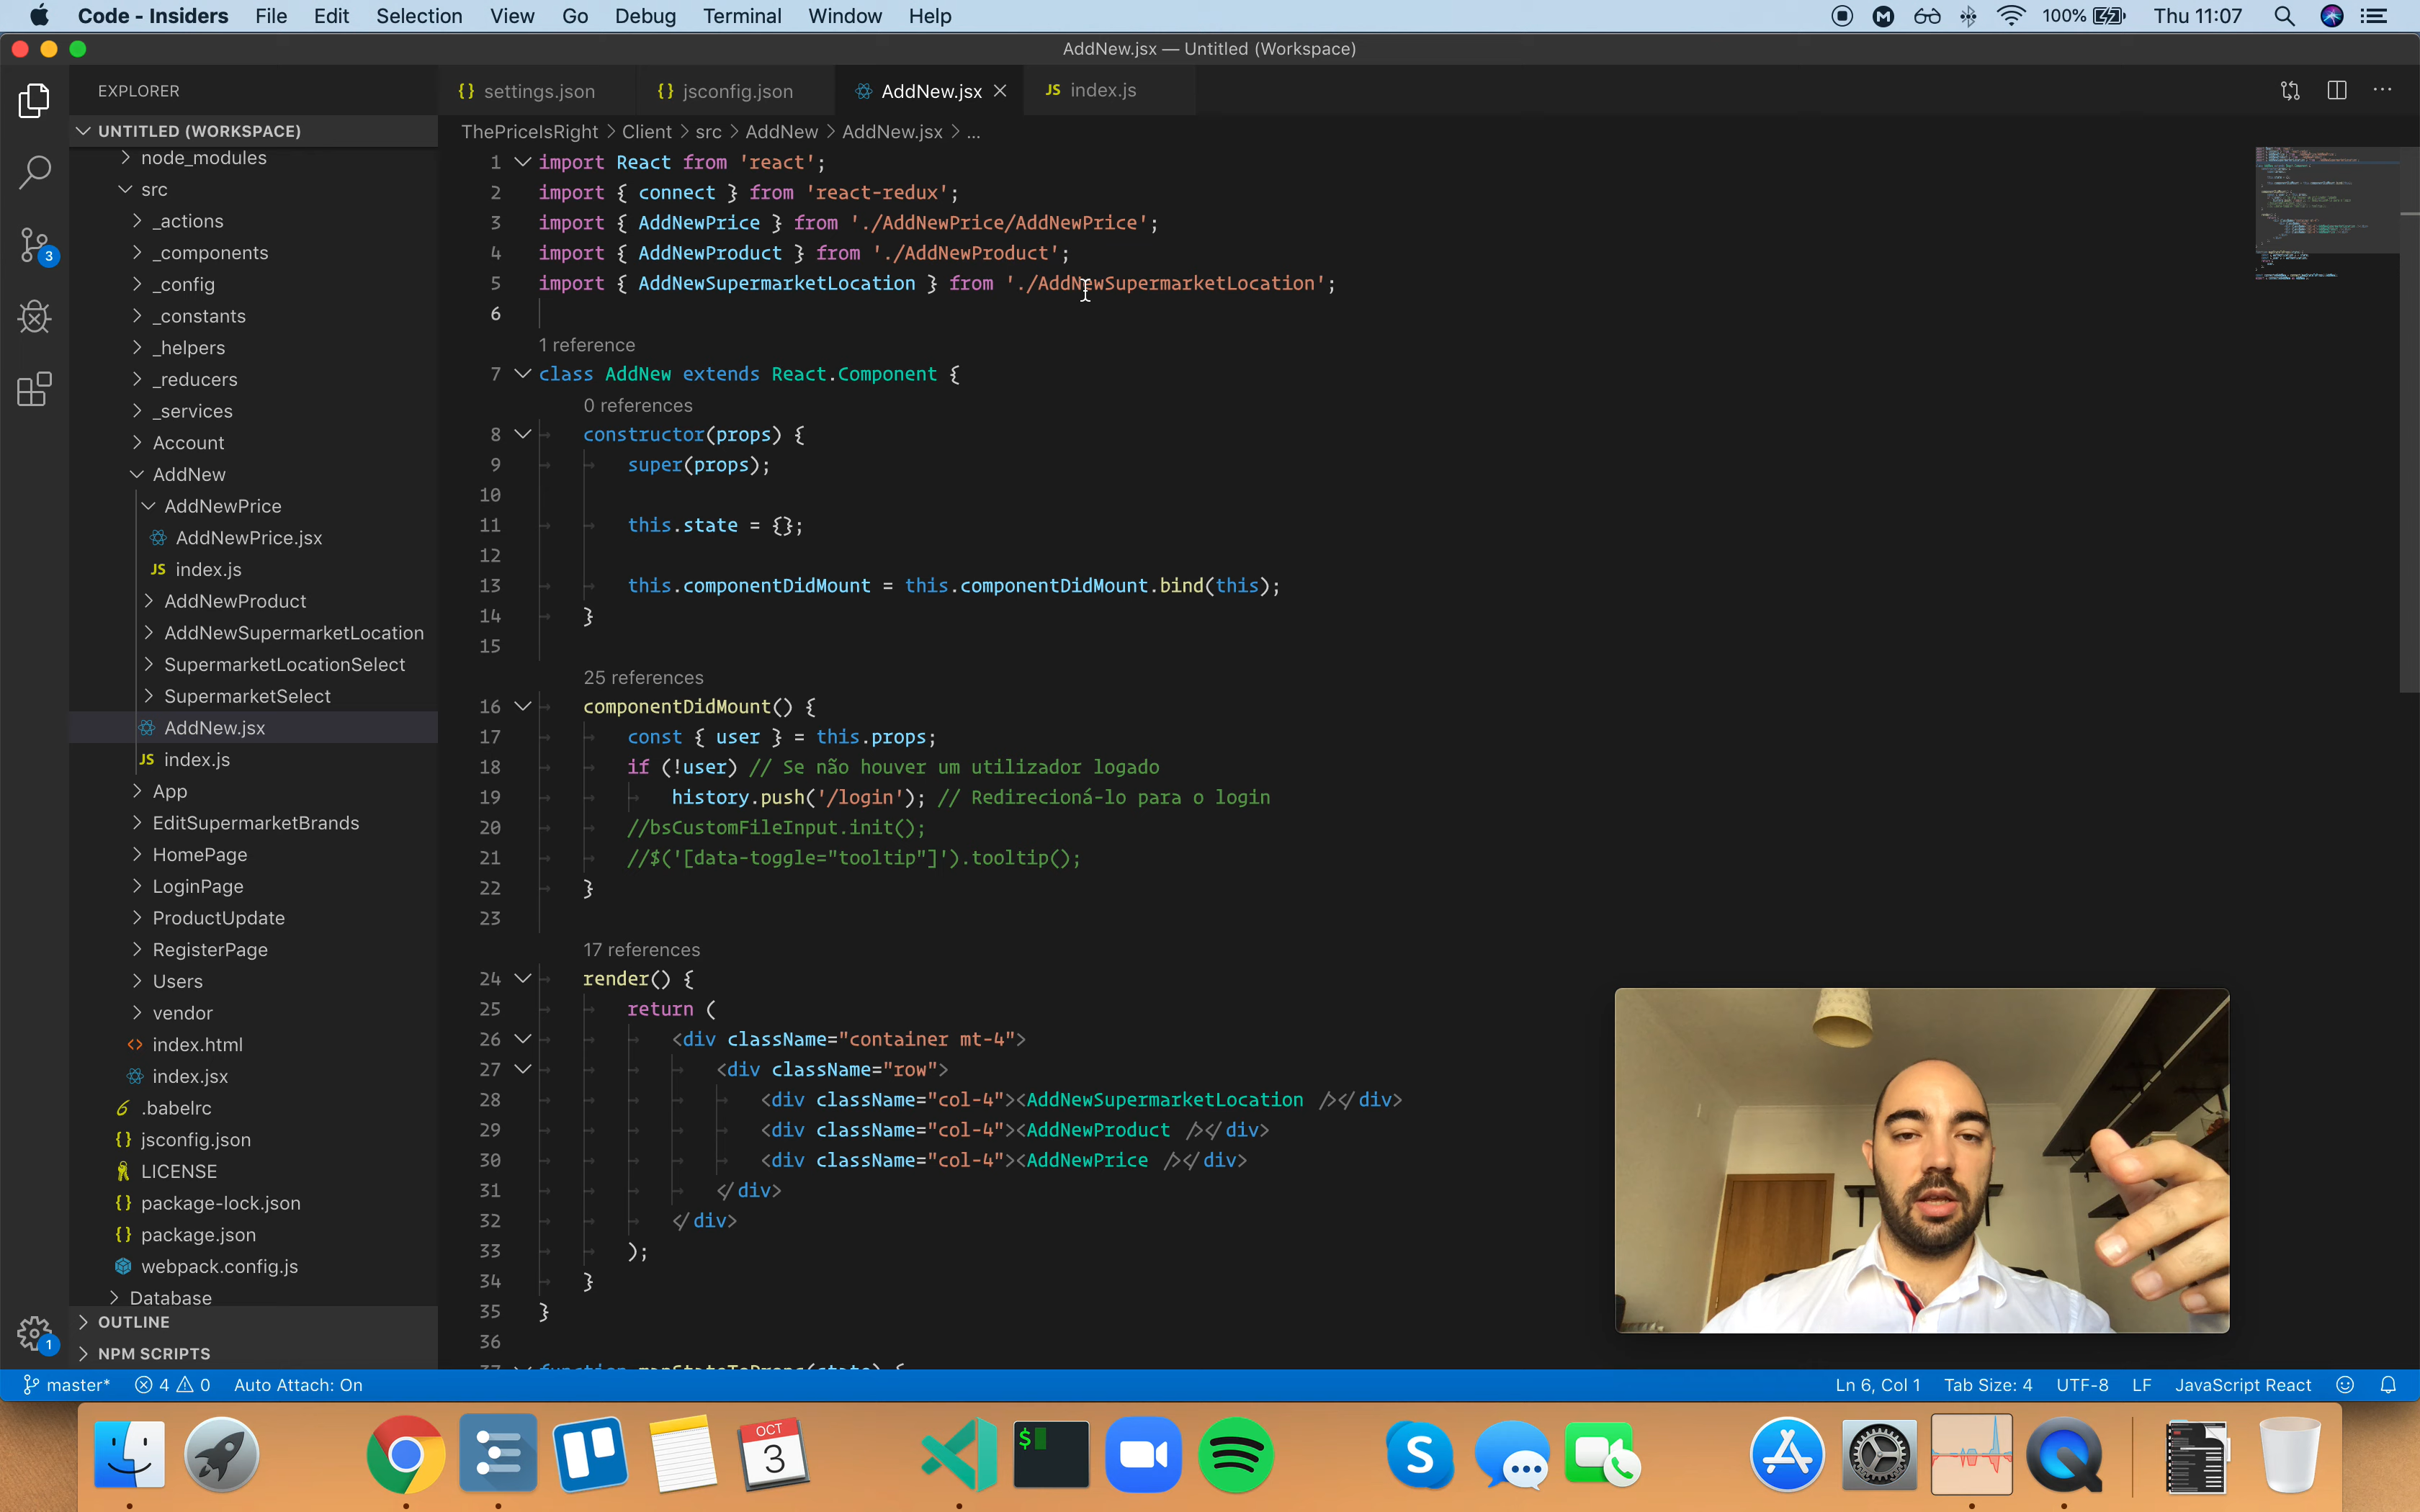 Code - Insiders File Edit Selection View Go Debug Terminal Window Help
100% Thu 11:07
AddNew.jsx — Untitled (Workspace)
EXPLORER
UNTITLED (WORKSPACE)
node_modules
src
_actions
_components
_config
_constants
_helpers
_reducers
_services
Account
AddNew
AddNewPrice
AddNewPrice.jsx
JS index.js
AddNewProduct
AddNewSupermarketLocation
SupermarketLocationSelect
SupermarketSelect
AddNew.jsx
JS index.js
App
EditSupermarketBrands
HomePage
LoginPage
ProductUpdate
RegisterPage
Users
vendor
<> index.html
index.jsx
.babelrc
{} jsconfig.json
LICENSE
{} package-lock.json
{} package.json
webpack.config.js
Database
OUTLINE
NPM SCRIPTS
3
1
{} settings.json {} jsconfig.json AddNew.jsx × JS index.js ...
ThePriceIsRight > Client > src > AddNew > AddNew.jsx > ...
1 import React from 'react';
2 import { connect } from 'react-redux';
3 import { AddNewPrice } from './AddNewPrice/AddNewPrice';
4 import { AddNewProduct } from './AddNewProduct';
5 import { AddNewSupermarketLocation } from './AddNewSupermarketLocation';
6
1 reference
7 class AddNew extends React.Component {
0 references
8 constructor(props) {
9 super(props);
10
11 this.state = {};
12
13 this.componentDidMount = this.componentDidMount.bind(this);
14 }
15
25 references
16 componentDidMount() {
17 const { user } = this.props;
18 if (!user) // Se não houver um utilizador logado
19 history.push('/login'); // Redirecioná-lo para o login
20 //bsCustomFileInput.init();
21 //$('[data-toggle="tooltip"]').tooltip();
22 }
23
17 references
24 render() {
25 return (
26 <div className="container mt-4">
27 <div className="row">
28 <div className="col-4"><AddNewSupermarketLocation /></div>
29 <div className="col-4"><AddNewProduct /></div>
30 <div className="col-4"><AddNewPrice /></div>
31 </div>
32 </div>
33 );
34 }
35 }
36
37 function mapStateToProps(state) {
master* 4 0 Auto Attach: On
Ln 6, Col 1 Tab Size: 4 UTF-8 LF JavaScript React
OCT
3
$
S